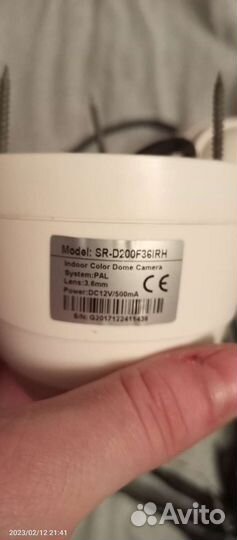 Model: SR-D200F36IRH
Indoor Color Dome Camera
System:PAL
Lens:3.6mm
Power:DC12V/500mA
CE
S/N: G2017122411436
2023/02/12 21:41
Avito